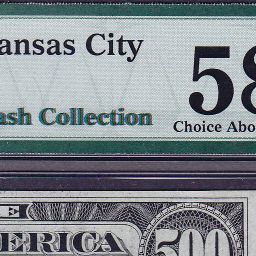 ansas City
58
ash Collection
Choice Abo
E
ERICA
500